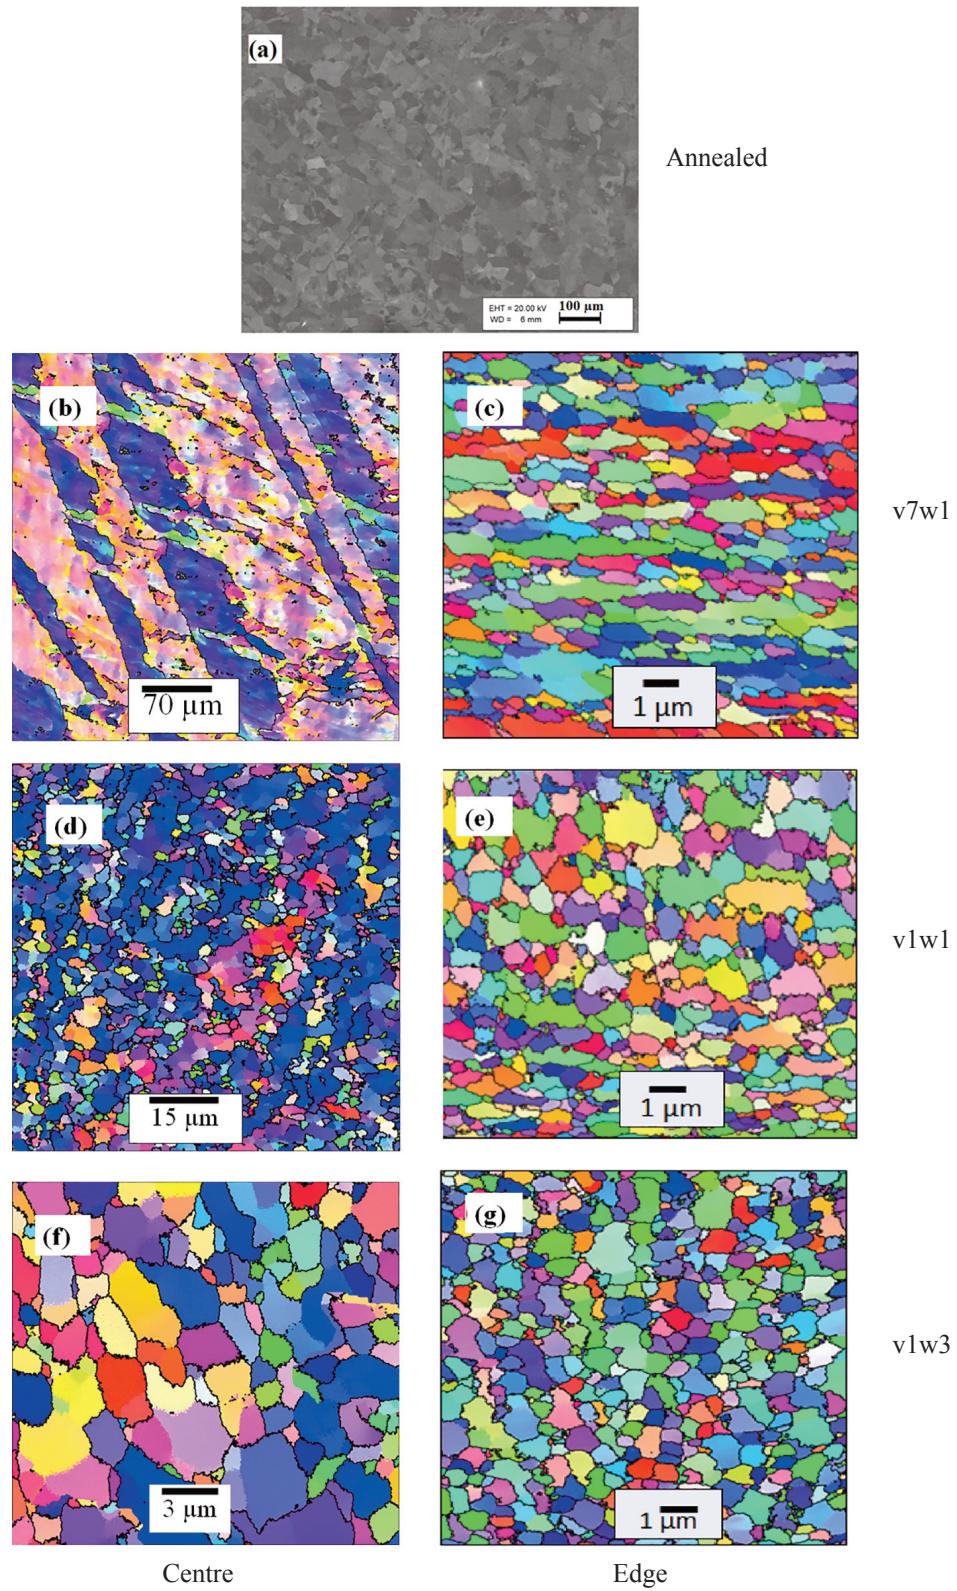 (a)
Annealed
EHT = 20.00 kV
WD = 6 mm
100 µm
(b)
(c)
v7w1
70 µm
1 µm
(d)
(e)
v1w1
15 µm
1 µm
(f)
(g)
v1w3
3 µm
1 µm
Centre
Edge